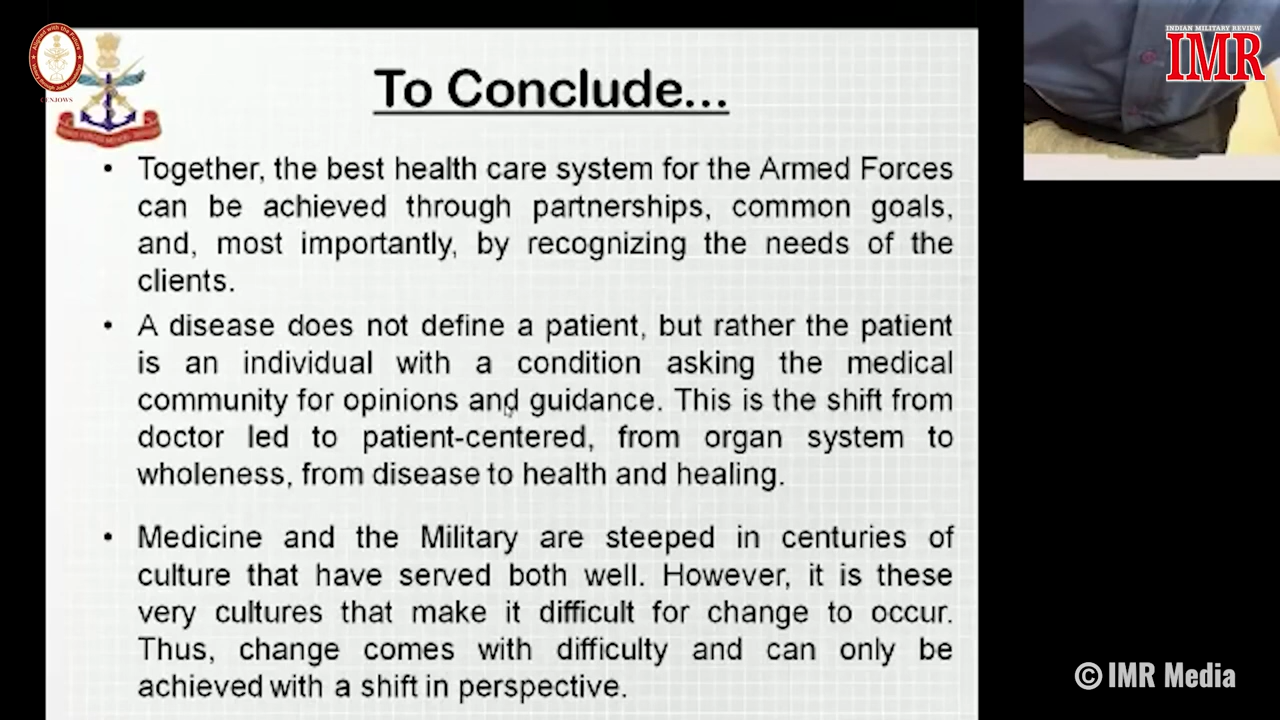 To Conclude...
• Together, the best health care system for the Armed Forces
can be achieved through partnerships, common goals,
and, most importantly, by recognizing the needs of the
clients.
• A disease does not define a patient, but rather the patient
is an individual with a condition asking the medical
community for opinions and guidance. This is the shift from
doctor led to patient-centered, from organ system to
wholeness, from disease to health and healing.
• Medicine and the Military are steeped in centuries of
culture that have served both well. However, it is these
very cultures that make it difficult for change to occur.
Thus, change comes with difficulty and can only be
achieved with a shift in perspective.
CENJOWS
INDIAN MILITARY REVIEW
IMR
© IMR Media